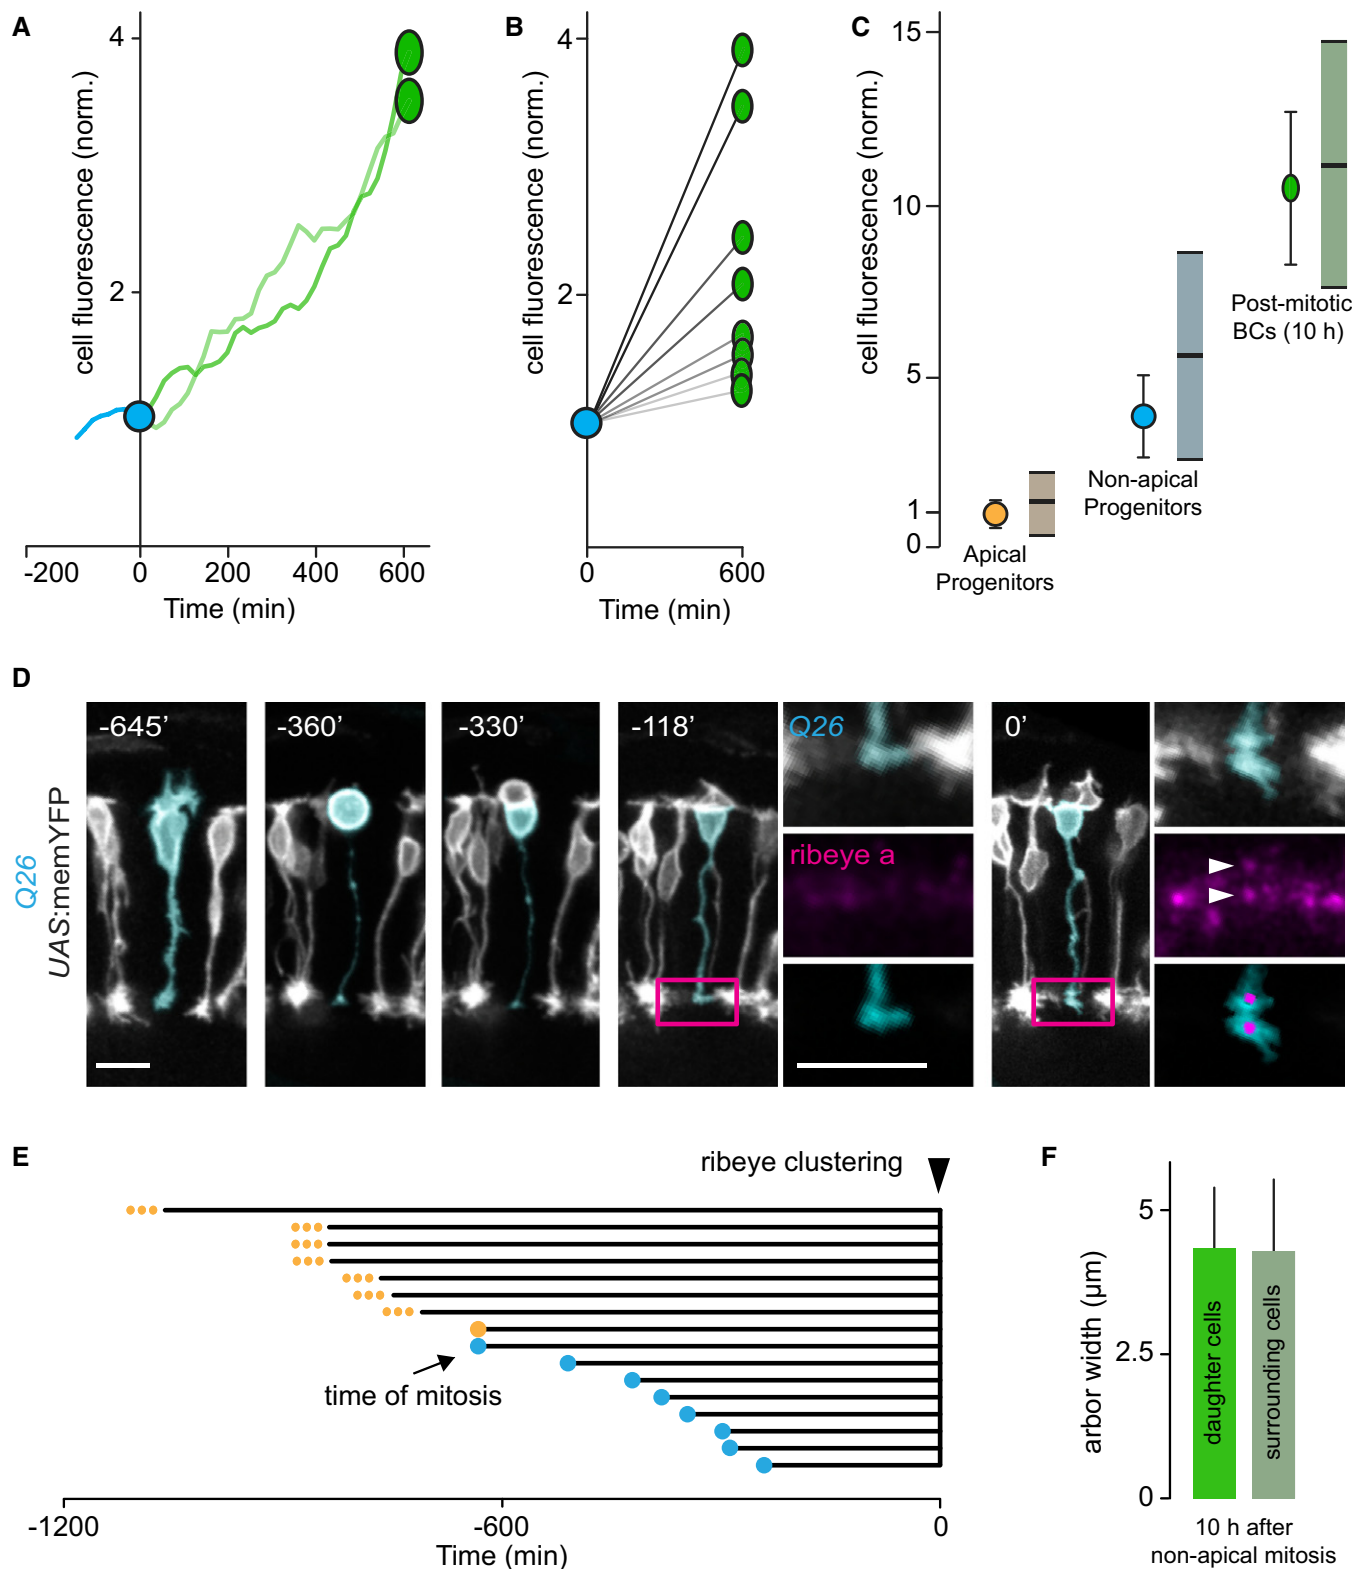 A
4
2
cell fluorescence (norm.)
-200
0
200
400
600
Time (min)
B
4
2
cell fluorescence (norm.)
0
600
Time (min)
C
15
10
5
1
0
cell fluorescence (norm.)
Apical
Progenitors
Non-apical
Progenitors
Post-mitotic
BCs (10 h)
D
Q26
UAS:memYFP
-645’
-360’
-330’
-118’
Q26
ribeye a
0’
E
ribeye clustering
time of mitosis
-1200
-600
0
Time (min)
F
5
2.5
0
arbor width (µm)
daughter cells
surrounding cells
10 h after
non-apical mitosis